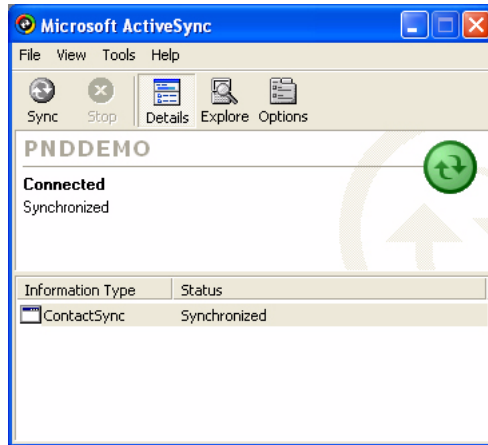 Microsoft ActiveSync
File View Tools Help
Sync Stop Details Explore Options
PNDDEMO
Connected
Synchronized
Information Type Status
ContactSync Synchronized